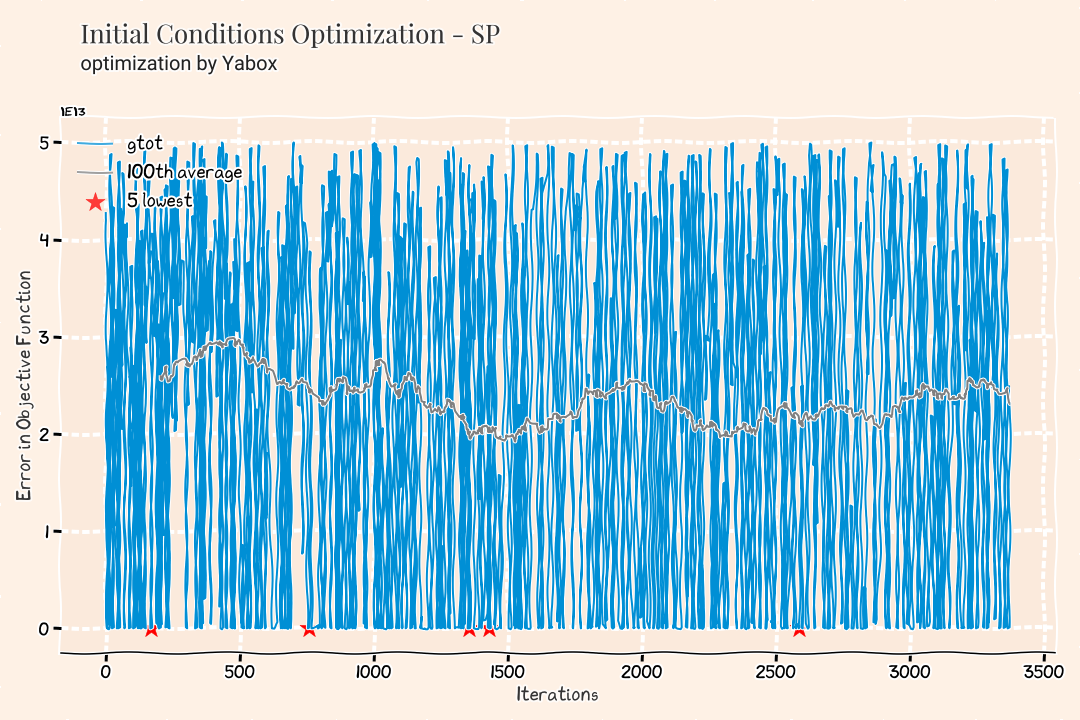 Initial Conditions Optimization - SP
optimization by Yabox
1E13
gtot
100th average
5 lowest
5
4
3
2
1
0
Error in Objective Function
0 500 1000 1500 2000 2500 3000 3500
Iterations